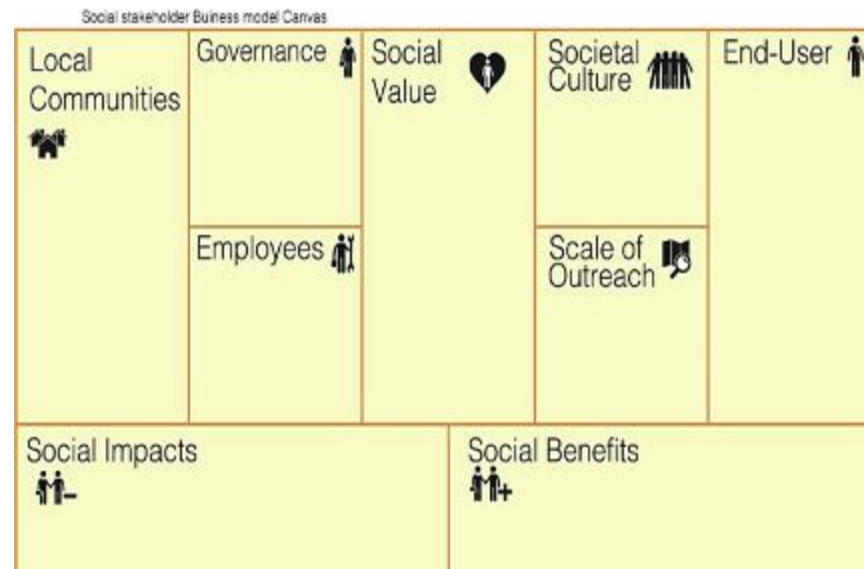 Social stakeholder Buiness model Canvas
Local
Communities
Governance
Employees
Social
Value
Societal
Culture
Scale of
Outreach
End-User
Social Impacts
Social Benefits